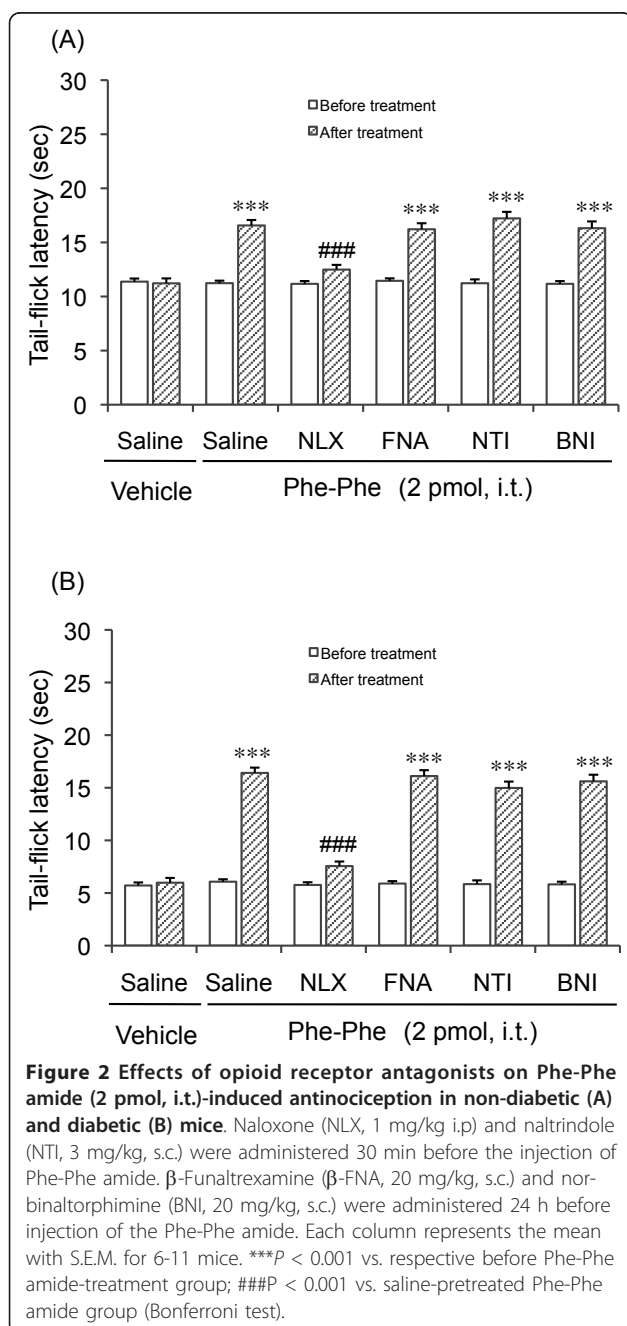 (A)
30
25
20
15
10
5
0
Tail-flick latency (sec)
Before treatment
After treatment
*** ### *** *** ***
Saline Saline NLX FNA NTI BNI
Vehicle Phe-Phe (2 pmol, i.t.)
(B)
30
25
20
15
10
5
0
Tail-flick latency (sec)
Before treatment
After treatment
*** ### *** *** ***
Saline Saline NLX FNA NTI BNI
Vehicle Phe-Phe (2 pmol, i.t.)
Figure 2 Effects of opioid receptor antagonists on Phe-Phe
amide (2 pmol, i.t.)-induced antinociception in non-diabetic (A)
and diabetic (B) mice. Naloxone (NLX, 1 mg/kg i.p) and naltrindole
(NTI, 3 mg/kg, s.c.) were administered 30 min before the injection of
Phe-Phe amide. β-Funaltrexamine (β-FNA, 20 mg/kg, s.c.) and nor-
binaltorphimine (BNI, 20 mg/kg, s.c.) were administered 24 h before
injection of the Phe-Phe amide. Each column represents the mean
with S.E.M. for 6-11 mice. ***P < 0.001 vs. respective before Phe-Phe
amide-treatment group; ###P < 0.001 vs. saline-pretreated Phe-Phe
amide group (Bonferroni test).